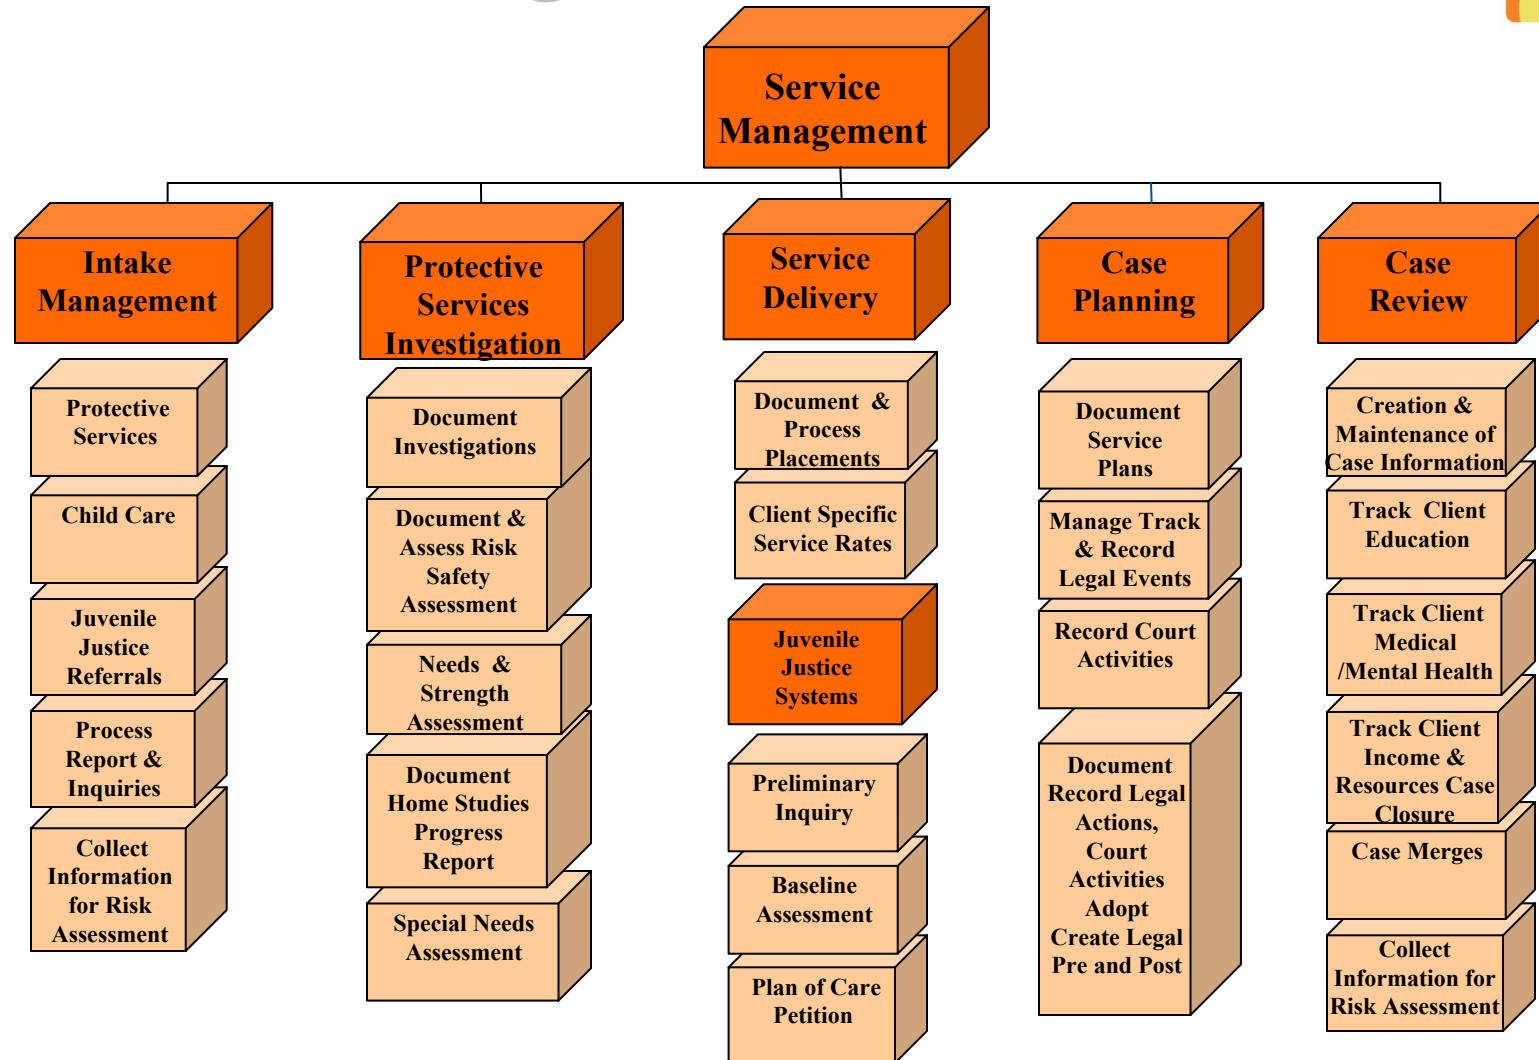 Service
Management
Intake
Management
Protective
Services
Investigation
Service
Delivery
Case
Planning
Case
Review
Protective
Services
Child Care
Juvenile
Justice
Referrals
Process
Report &
Inquiries
Collect
Information
for Risk
Assessment
Document
Investigations
Document &
Assess Risk
Safety
Assessment
Needs &
Strength
Assessment
Document
Home Studies
Progress
Report
Special Needs
Assessment
Document &
Process
Placements
Client Specific
Service Rates
Juvenile
Justice
Systems
Preliminary
Inquiry
Baseline
Assessment
Plan of Care
Petition
Document
Service
Plans
Manage Track
& Record
Legal Events
Record Court
Activities
Document
Record Legal
Actions,
Court
Activities
Adopt
Create Legal
Pre and Post
Creation &
Maintenance of
Case Information
Track Client
Education
Track Client
Medical
/Mental Health
Track Client
Income &
Resources Case
Closure
Case Merges
Collect
Information for
Risk Assessment